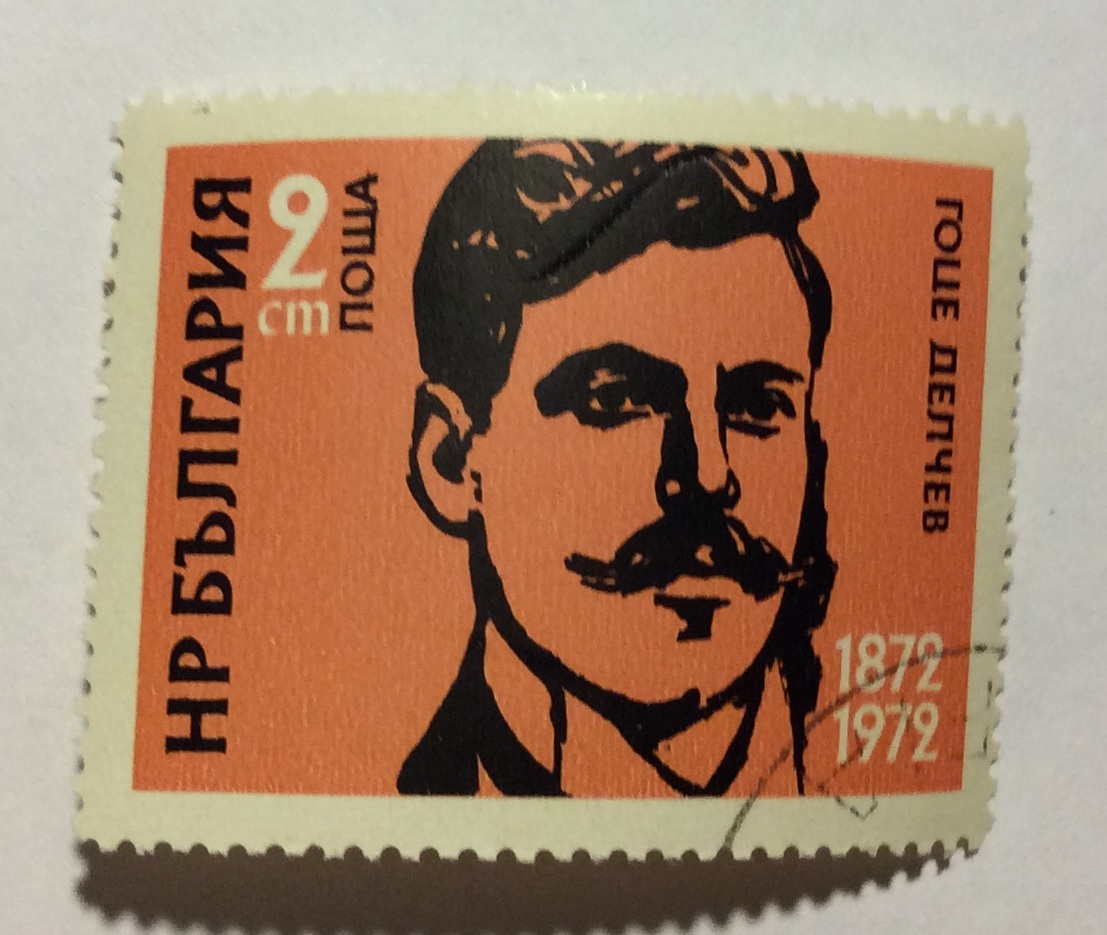 НР БЪЛГАРИЯ
2
ст
ПОЩА
ГОЦЕ ДЕЛЧЕВ
1872
1972